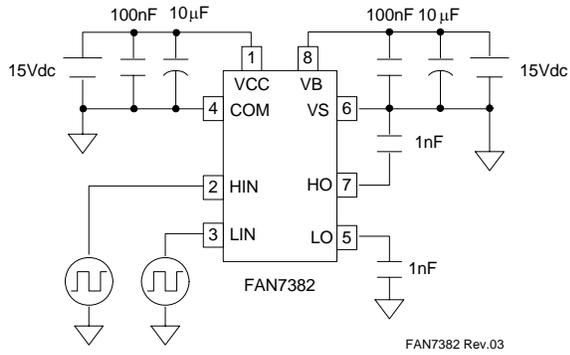 100nF 10μF 100nF 10μF
15Vdc 1 8 15Vdc
VCC VB
4 COM VS 6
1nF
2 HIN HO 7
3 LIN LO 5
1nF
FAN7382
FAN7382 Rev.03